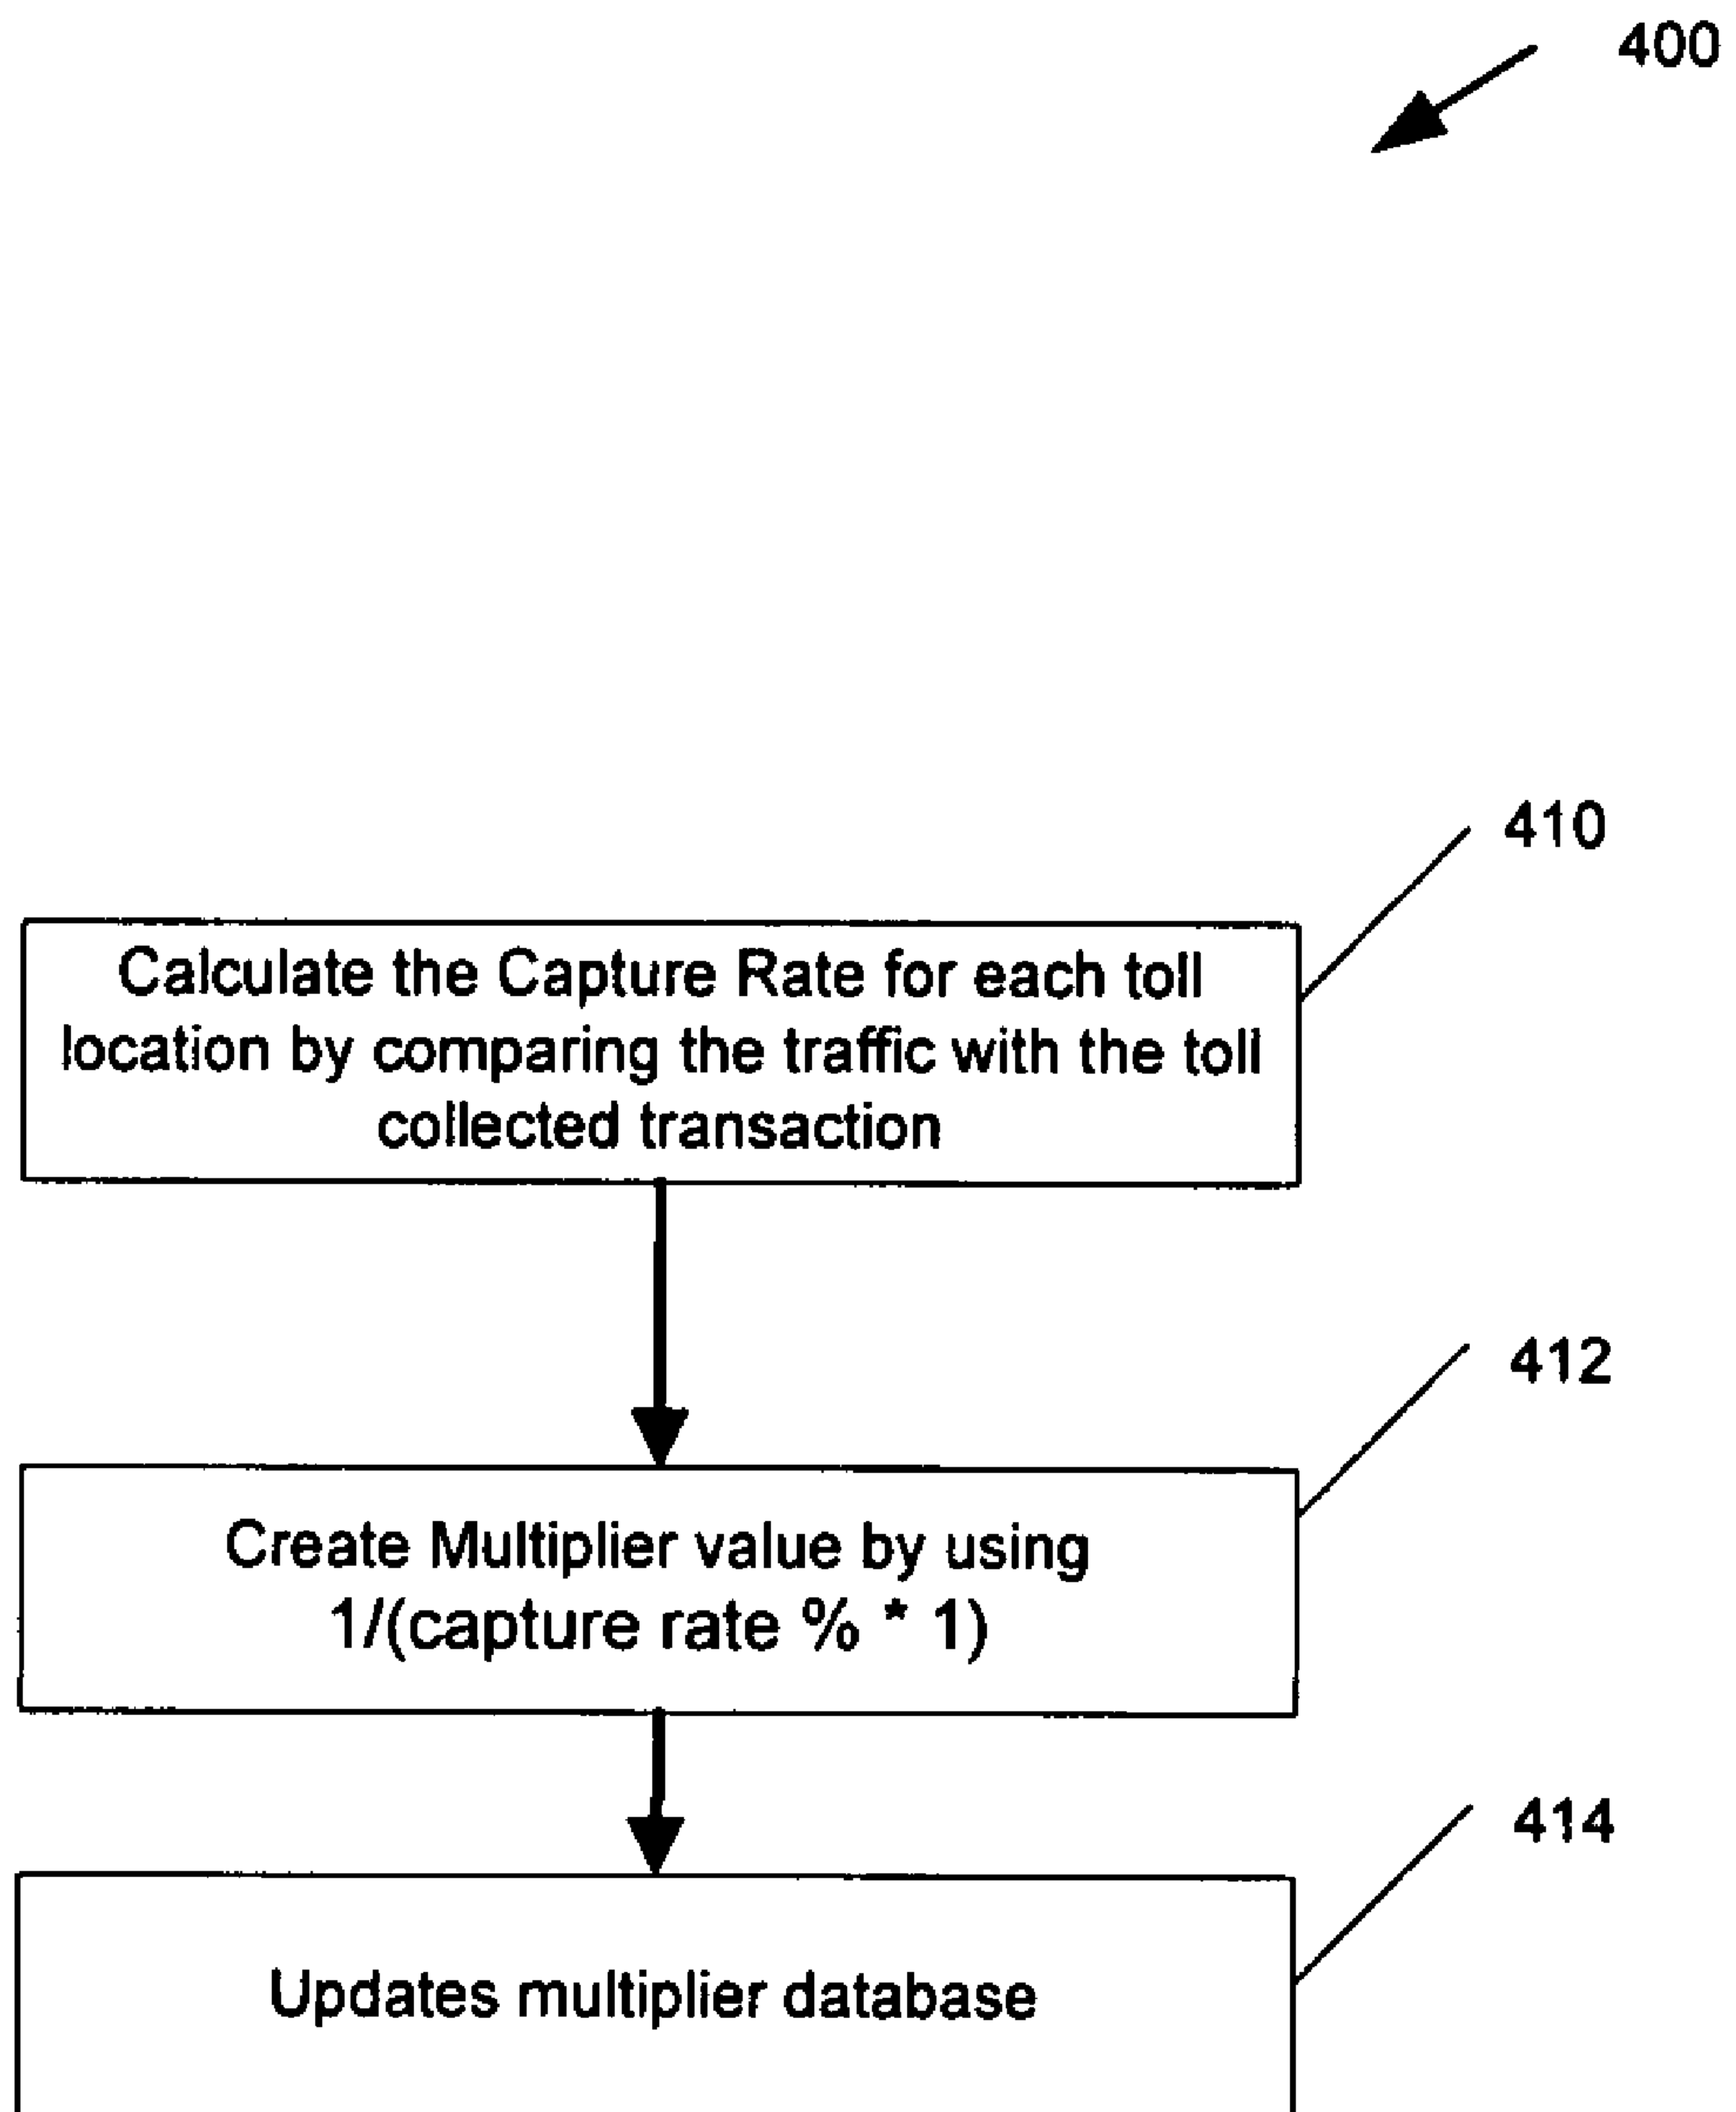 400
410
Calculate the Capture Rate for each toll
location by comparing the traffic with the toll
collected transaction
412
Create Multiplier value by using
1/(capture rate % * 1)
414
Updates multiplier database